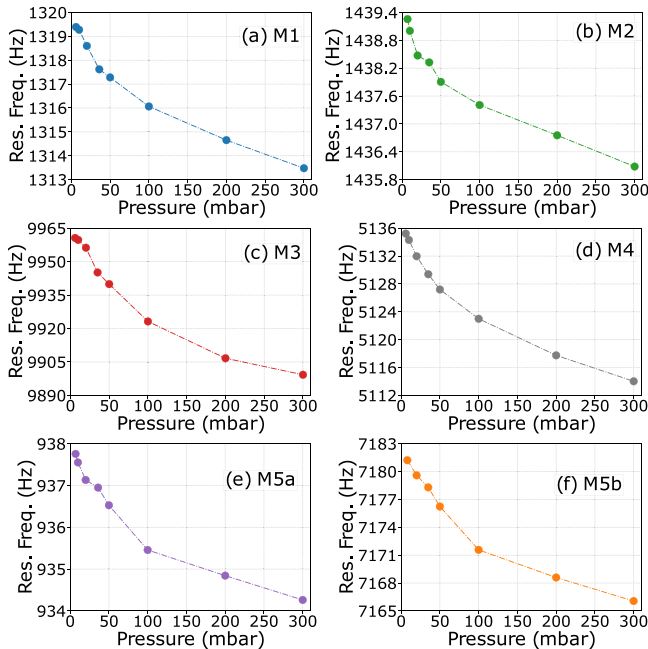 (a) M1
Res. Freq. (Hz)
1320
1319
1318
1317
1316
1315
1314
1313
0 50 100 150 200 250 300
Pressure (mbar)
(b) M2
Res. Freq. (Hz)
1439.4
1438.8
1438.2
1437.6
1437.0
1436.4
1435.8
0 50 100 150 200 250 300
Pressure (mbar)
(c) M3
Res. Freq. (Hz)
9965
9950
9935
9920
9905
9890
0 50 100 150 200 250 300
Pressure (mbar)
(d) M4
Res. Freq. (Hz)
5136
5132
5128
5124
5120
5116
5112
0 50 100 150 200 250 300
Pressure (mbar)
(e) M5a
Res. Freq. (Hz)
938
937
936
935
934
0 50 100 150 200 250 300
Pressure (mbar)
(f) M5b
Res. Freq. (Hz)
7183
7180
7177
7174
7171
7168
7165
0 50 100 150 200 250 300
Pressure (mbar)